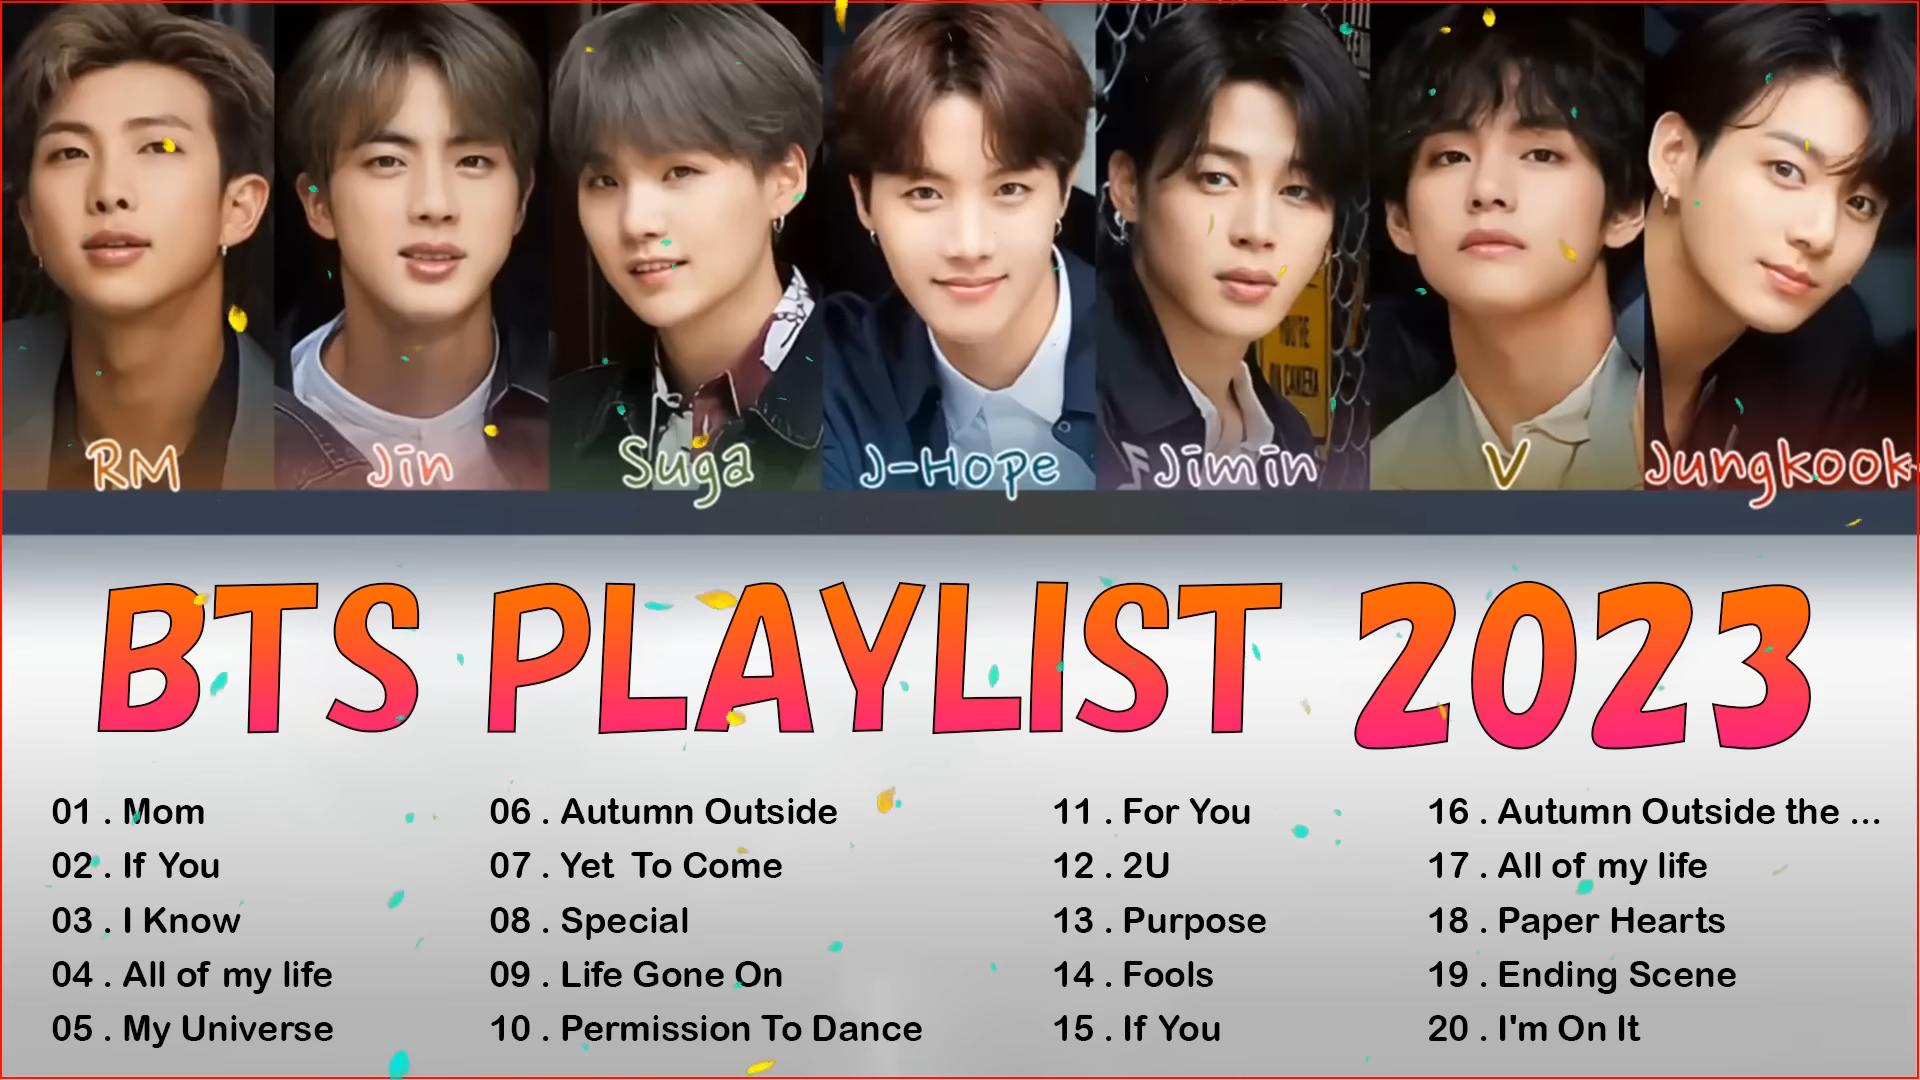 YOU'RE
CAMERA
RM
Jin
Suga
J-Hope
Jimin
V
Jungkook
BTS PLAYLIST 2023
01 . Mom
02 . If You
03 . I Know
04 . All of my life
05 . My Universe
06 . Autumn Outside
07 . Yet To Come
08 . Special
09 . Life Gone On
10 . Permission To Dance
11 . For You
12 . 2U
13 . Purpose
14 . Fools
15 . If You
16 . Autumn Outside the ...
17 . All of my life
18 . Paper Hearts
19 . Ending Scene
20 . I'm On It